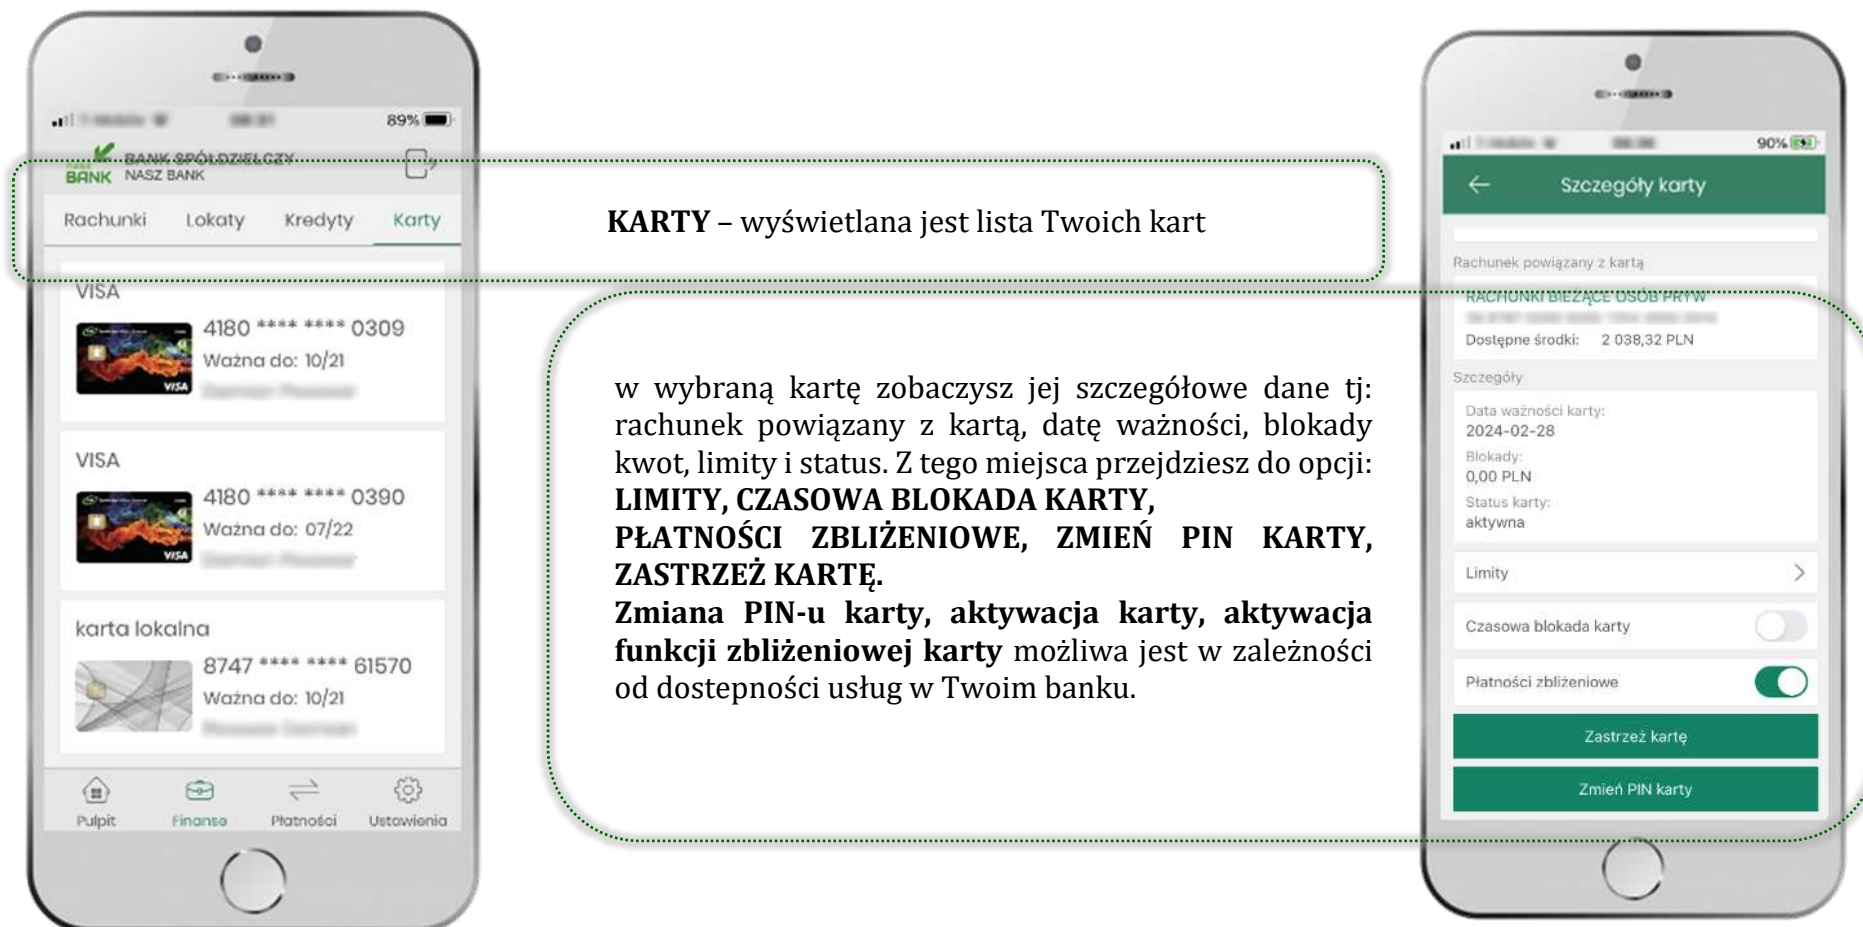 89%
NASZ BANK
BANK SPÓŁDZIELCZY
NASZ BANK
Rachunki Lokaty Kredyty Karty
VISA
4180 **** **** 0309
Ważna do: 10/21
VISA
VISA
4180 **** **** 0390
Ważna do: 07/22
VISA
karta lokalna
8747 **** **** 61570
Ważna do: 10/21
Pulpit Finanse Płatności Ustawienia
KARTY – wyświetlana jest lista Twoich kart
w wybraną kartę zobaczysz jej szczegółowe dane tj:
rachunek powiązany z kartą, datę ważności, blokady
kwot, limity i status. Z tego miejsca przejdziesz do opcji:
LIMITY, CZASOWA BLOKADA KARTY,
PŁATNOŚCI ZBLIŻENIOWE, ZMIEŃ PIN KARTY,
ZASTRZEŻ KARTĘ.
Zmiana PIN-u karty, aktywacja karty, aktywacja
funkcji zbliżeniowej karty możliwa jest w zależności
od dostepności usług w Twoim banku.
90%
Szczegóły karty
Rachunek powiązany z kartą
RACHUNKI BIEŻĄCE OSÓB PRYW
Dostępne środki: 2 038,32 PLN
Szczegóły
Data ważności karty:
2024-02-28
Blokady:
0,00 PLN
Status karty:
aktywna
Limity
Czasowa blokada karty
Płatności zbliżeniowe
Zastrzeż kartę
Zmień PIN karty